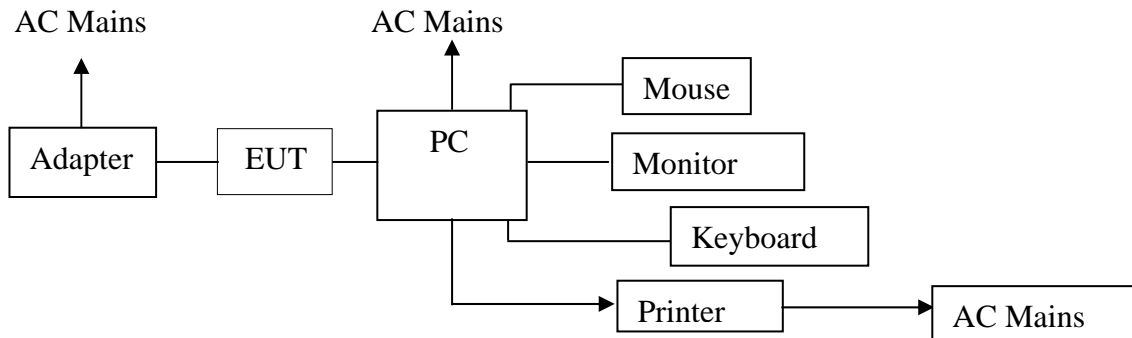 AC Mains
AC Mains
Mouse
Adapter
EUT
PC
Monitor
Keyboard
Printer
AC Mains